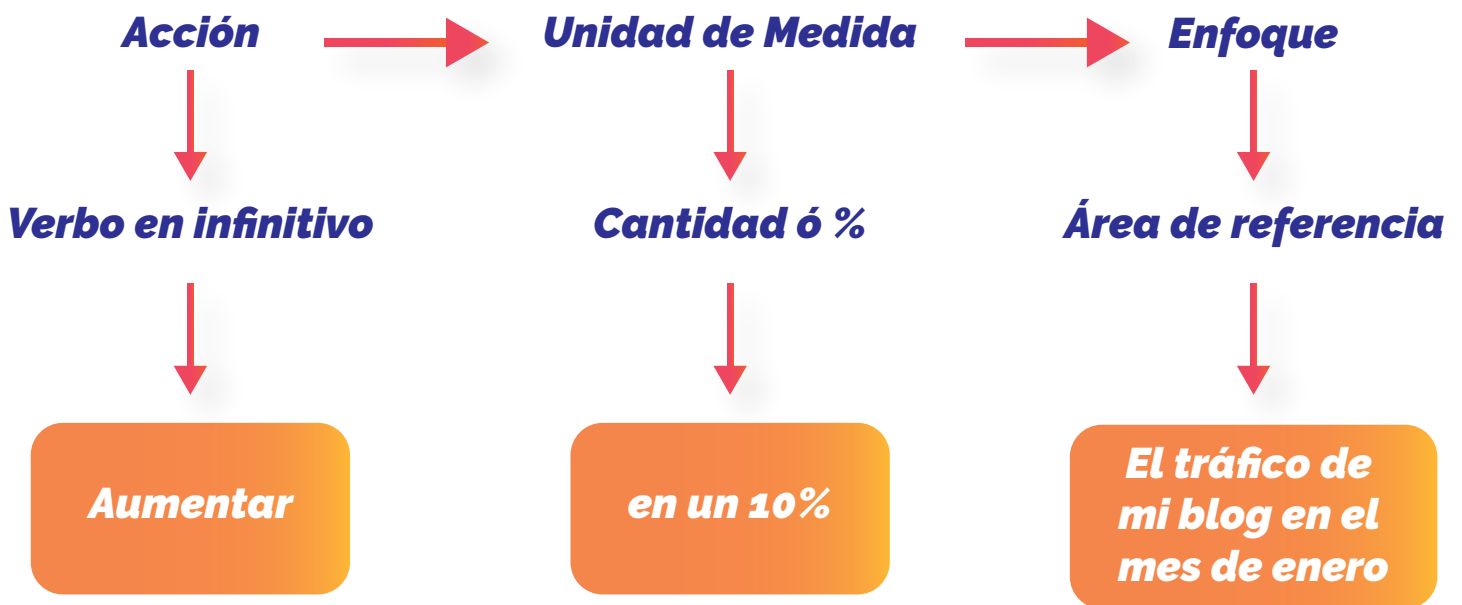 Acción
Unidad de Medida
Enfoque
Verbo en infinitivo
Cantidad ó %
Área de referencia
Aumentar
en un 10%
El tráfico de
mi blog en el
mes de enero